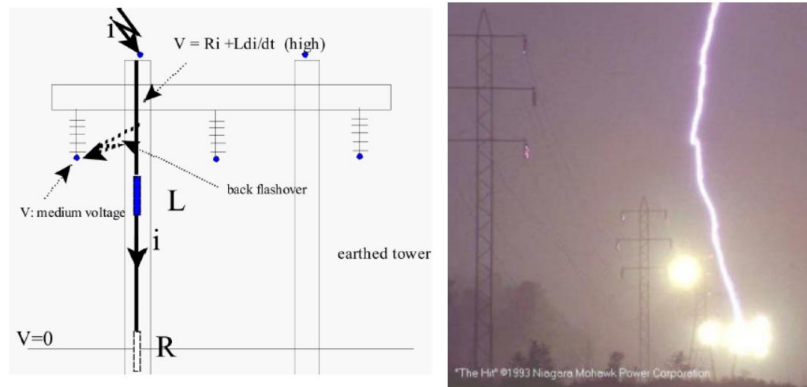 i
V = Ri +Ldi/dt (high)
back flashover
V: medium voltage
L
i
earthed tower
V=0
R
"The Hit" ©1993 Niagara Mohawk Power Corporation